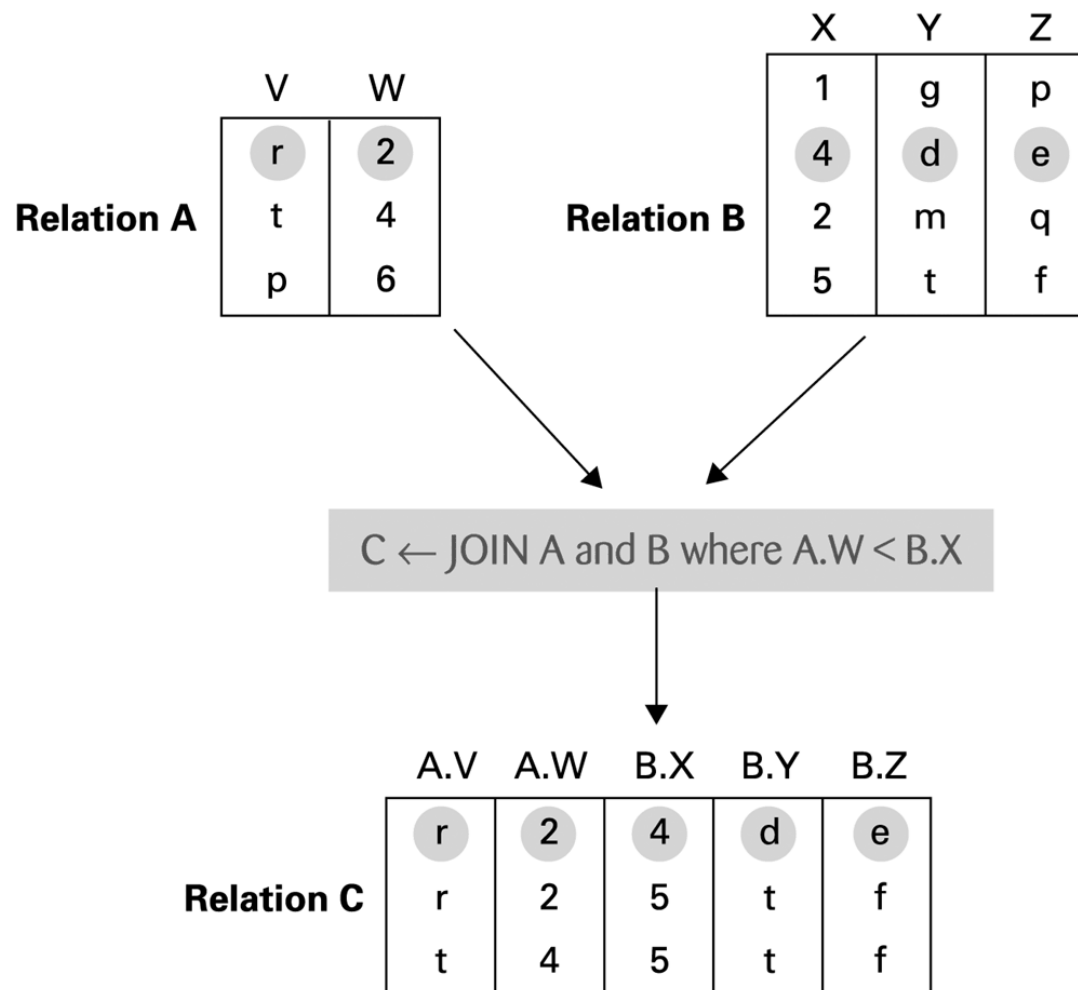 V W
r 2
Relation A t 4
p 6
X Y Z
1 g p
4 d e
Relation B 2 m q
5 t f
C ← JOIN A and B where A.W < B.X
A.V A.W B.X B.Y B.Z
r 2 4 d e
Relation C r 2 5 t f
t 4 5 t f